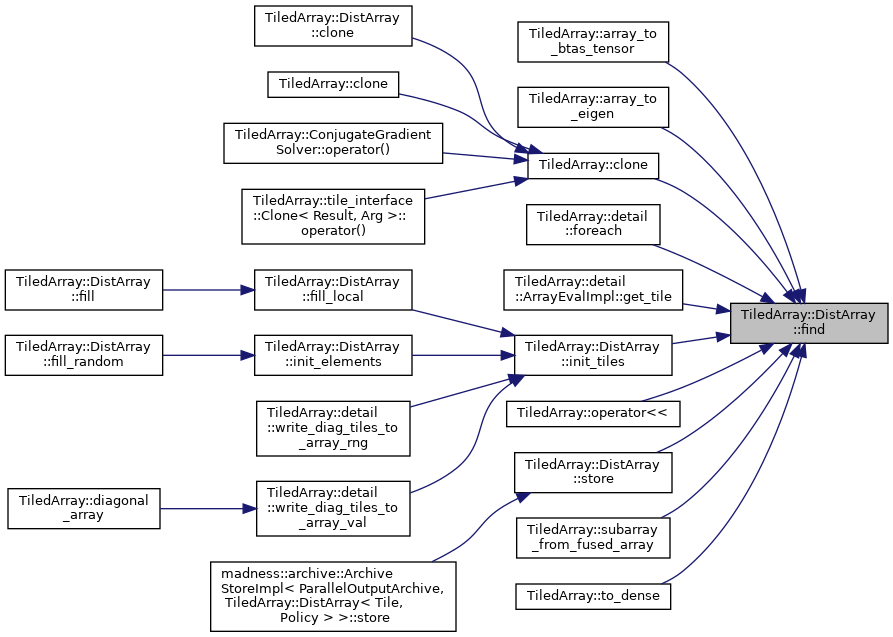 TiledArray::DistArray
::clone
TiledArray::array_to
_btas_tensor
TiledArray::clone
TiledArray::array_to
_eigen
TiledArray::ConjugateGradient
Solver::operator()
TiledArray::clone
TiledArray::tile_interface
::Clone< Result, Arg >::
operator()
TiledArray::detail
::foreach
TiledArray::DistArray
::fill
TiledArray::DistArray
::fill_local
TiledArray::detail
::ArrayEvalImpl::get_tile
TiledArray::DistArray
::find
TiledArray::DistArray
::fill_random
TiledArray::DistArray
::init_elements
TiledArray::DistArray
::init_tiles
TiledArray::detail
::write_diag_tiles_to
_array_rng
TiledArray::operator<<
TiledArray::diagonal
_array
TiledArray::detail
::write_diag_tiles_to
_array_val
TiledArray::DistArray
::store
TiledArray::subarray
_from_fused_array
madness::archive::Archive
StoreImpl< ParallelOutputArchive,
TiledArray::DistArray< Tile,
Policy > >::store
TiledArray::to_dense